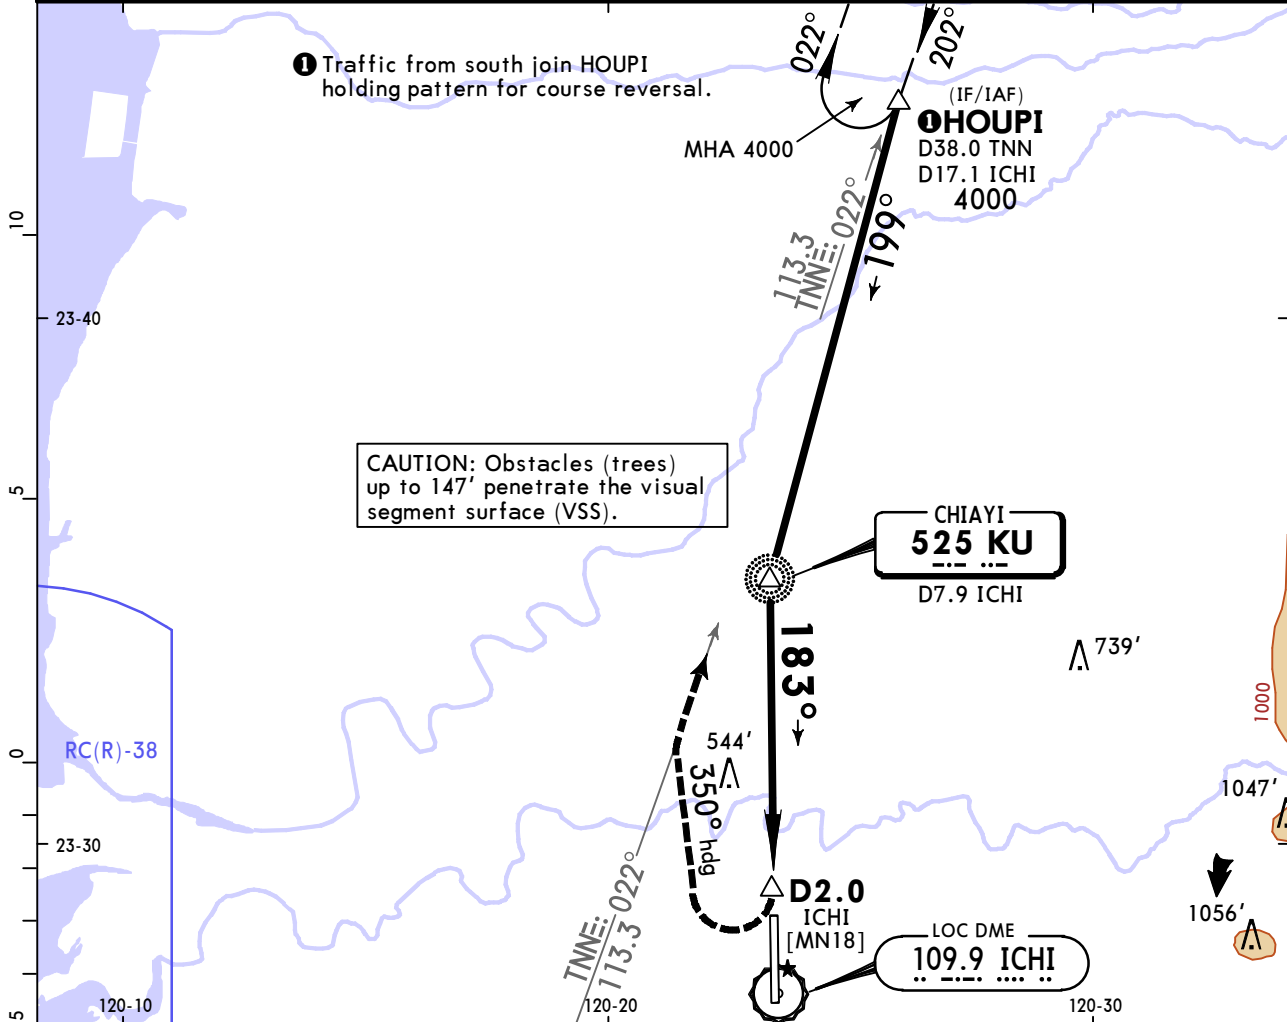 022°
202°
❶ Traffic from south join HOUPI
holding pattern for course reversal.
(IF/IAF)
❶HOUPI
D38.0 TNN
D17.1 ICHI
4000
MHA 4000
113.3
TNN 022°
199°
10
23-40
CAUTION: Obstacles (trees)
up to 147' penetrate the visual
segment surface (VSS).
5
CHIAYI
525 KU
D7.9 ICHI
183°
739'
1000
RC(R)-38
0
544'
350° hdg
1047'
23-30
D2.0
ICHI
[MN18]
1056'
TNN 022°
113.3
LOC DME
109.9 ICHI
5
120-10
120-20
120-30